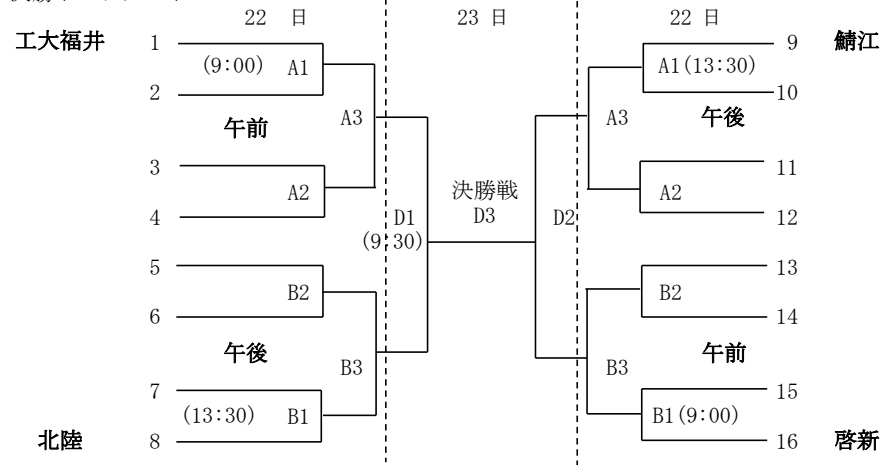 22 日 23 日 22 日
工大福井 1 9 鯖江
(9:00) A1 A1(13:30)
2 10
午前 A3 A3 午後
3 11
A2 A2
4 12
決勝戦
D1 D3 D2
(9:30)
5 13
B2 B2
6 14
午後 B3 B3 午前
7 15
(13:30) B1 B1(9:00)
北陸 8 16 啓新